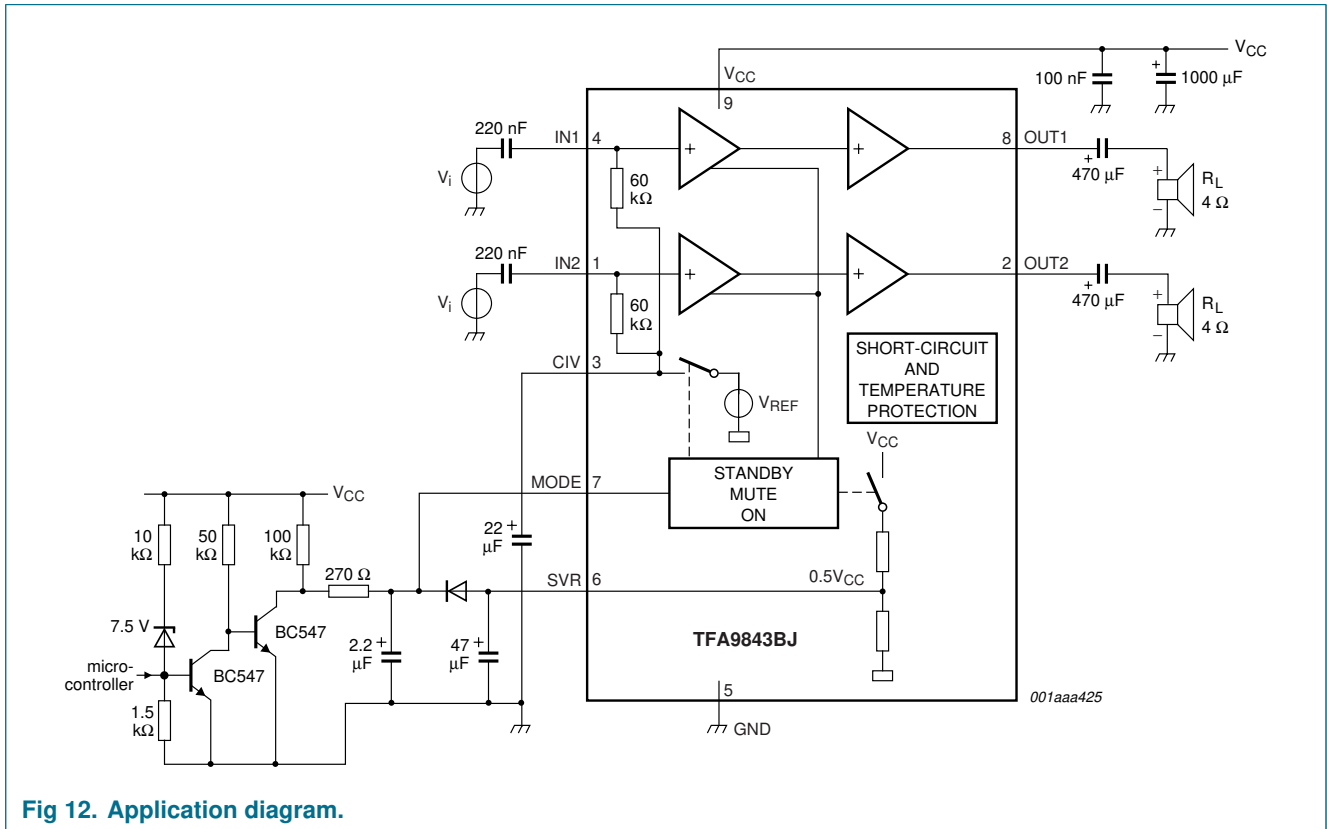 VCC
VCC
100 nF
+
1000 µF
9
220 nF
IN1
4
+
+
8
OUT1
+
470 µF
Vi
60
kΩ
+
RL
4 Ω
−
220 nF
IN2
1
+
+
2
OUT2
+
470 µF
Vi
60
kΩ
+
RL
4 Ω
−
SHORT-CIRCUIT
AND
TEMPERATURE
PROTECTION
CIV
3
VREF
VCC
MODE
7
STANDBY
MUTE
ON
VCC
10
kΩ
50
kΩ
100
kΩ
270 Ω
22
µF
+
SVR
6
0.5VCC
7.5 V
BC547
BC547
2.2
µF
+
47
µF
+
TFA9843BJ
micro-
controller
1.5
kΩ
5
GND
001aaa425
Fig 12. Application diagram.